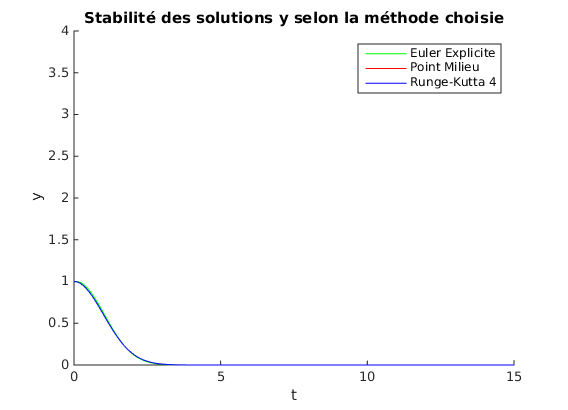 Stabilité des solutions y selon la méthode choisie
4
3.5
3
2.5
2
1.5
1
0.5
0
y
Euler Explicite
Point Milieu
Runge-Kutta 4
0 5 10 15
t